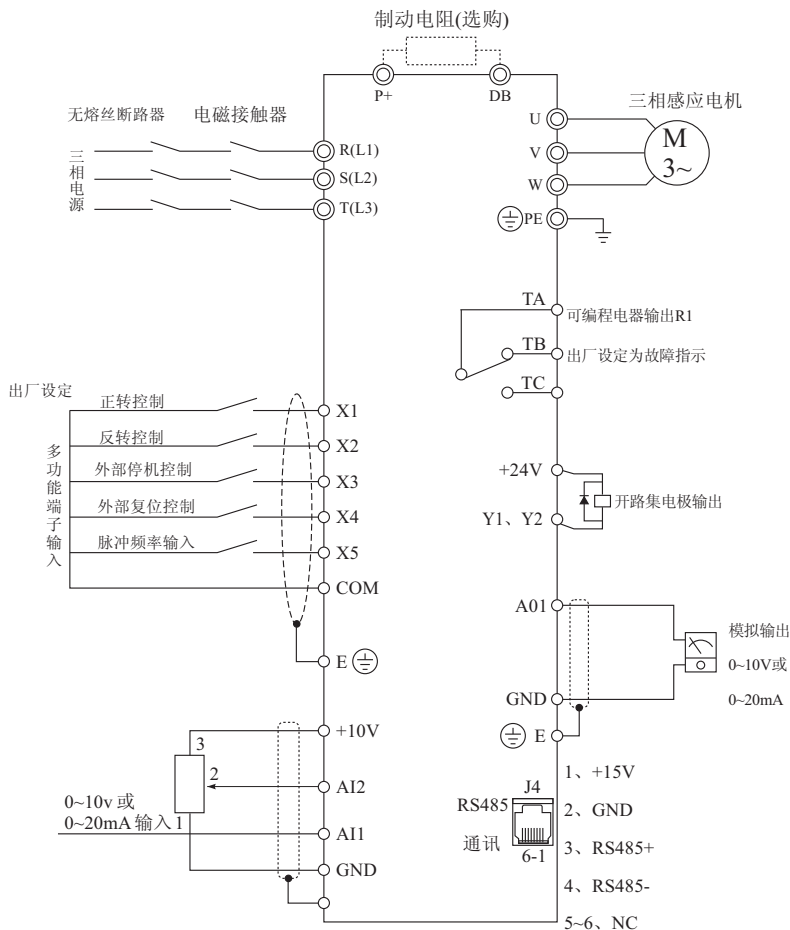 制动电阻(选购)
P+
DB
无熔丝断路器
电磁接触器
三相感应电机
三相电源
R(L1)
S(L2)
T(L3)
U
V
W
PE
M
3~
TA
可编程电器输出R1
TB
出厂设定为故障指示
TC
出厂设定
多功能端子输入
正转控制
X1
反转控制
X2
外部停机控制
X3
外部复位控制
X4
脉冲频率输入
X5
COM
E
+24V
Y1、Y2
开路集电极输出
A01
模拟输出
0~10V或
0~20mA
GND
E
+10V
3
2
AI2
0~10v 或
0~20mA 输入 1
AI1
GND
J4
RS485
通讯
6-1
1、+15V
2、GND
3、RS485+
4、RS485-
5~6、NC